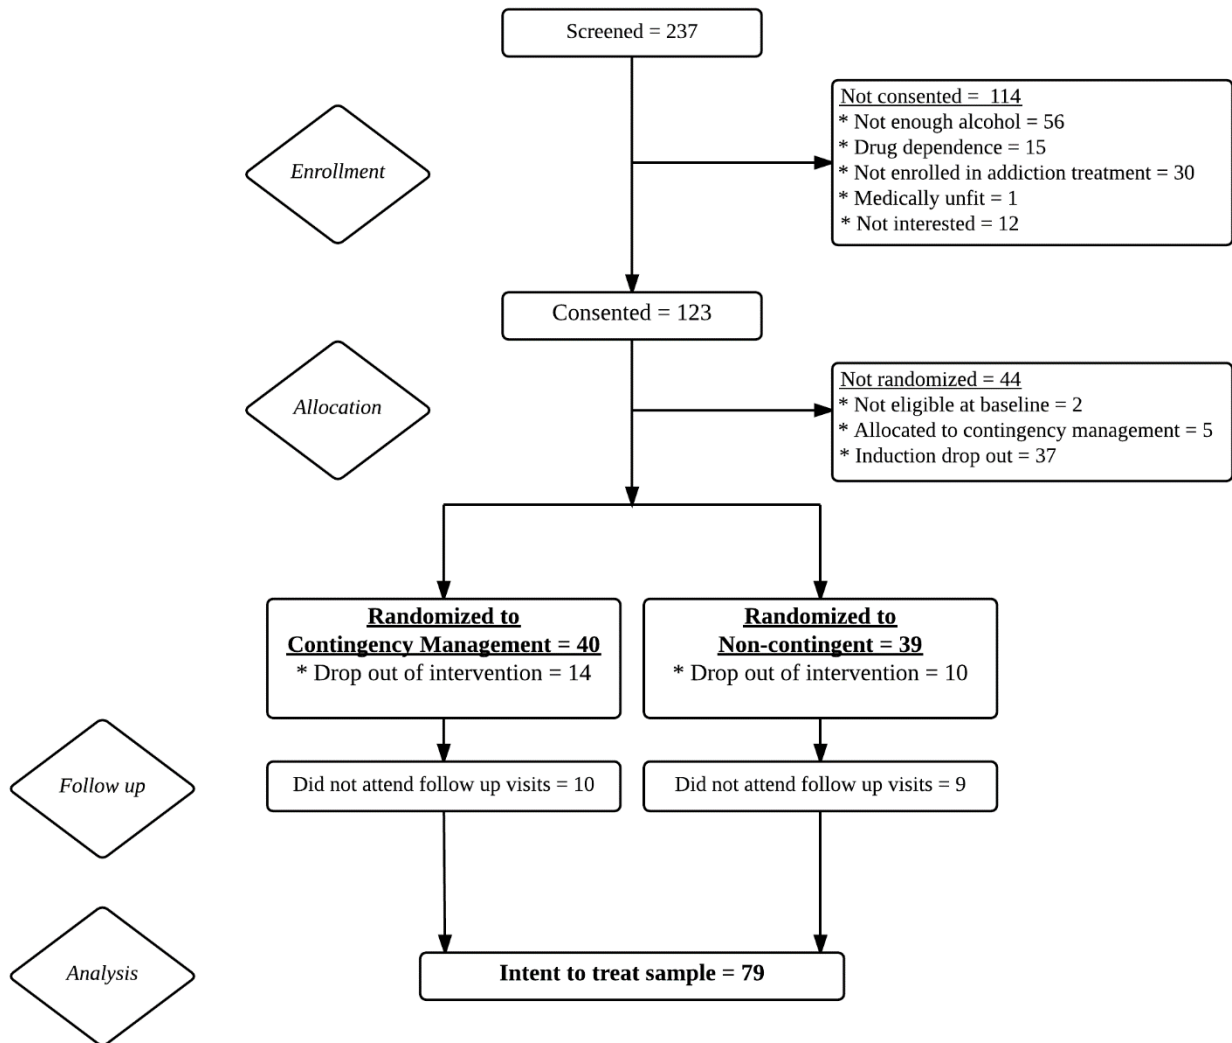 Screened = 237
Not consented =  114
* Not enough alcohol = 56
* Drug dependence = 15
* Not enrolled in addiction treatment = 30
* Medically unfit = 1
* Not interested = 12
Enrollment
Consented = 123
Not randomized = 44
* Not eligible at baseline = 2
* Allocated to contingency management = 5
* Induction drop out = 37
Allocation
Randomized to
Contingency Management = 40
* Drop out of intervention = 14
Randomized to
Non-contingent = 39
* Drop out of intervention = 10
Follow up
Did not attend follow up visits = 10
Did not attend follow up visits = 9
Analysis
Intent to treat sample = 79